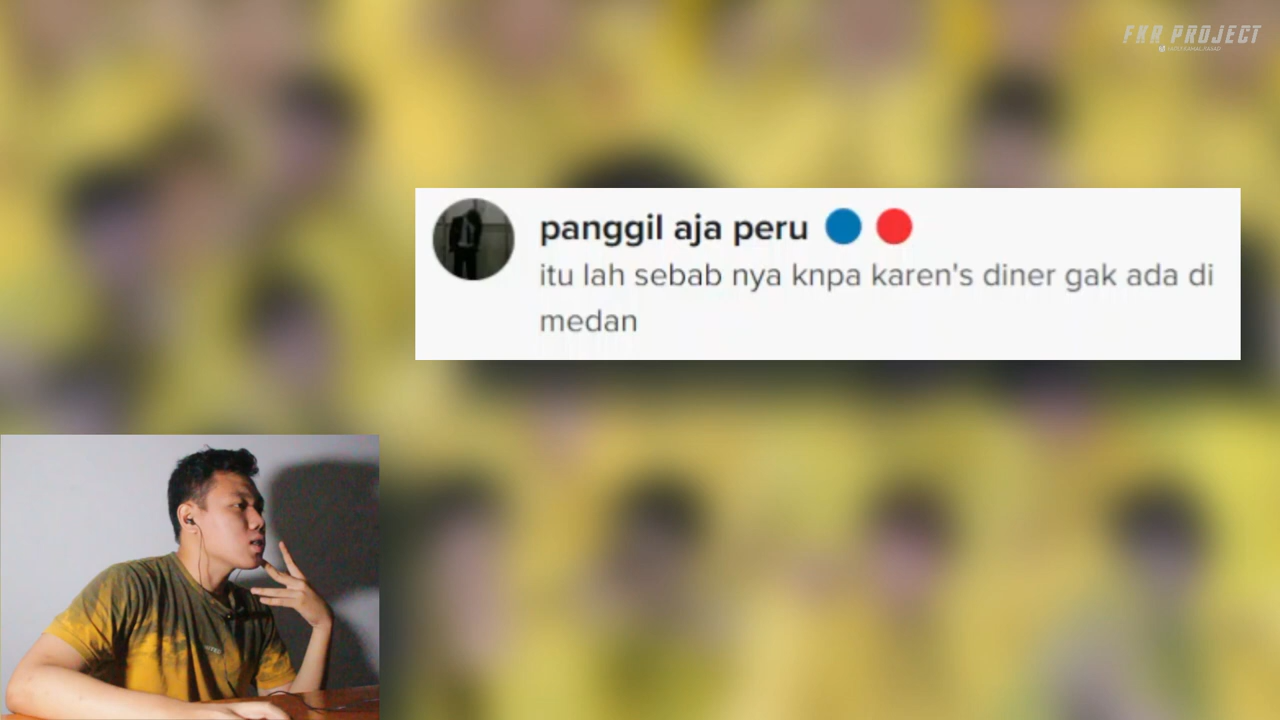 FKR PROJECT
panggil aja peru
itu lah sebab nya knpa karen's diner gak ada di
medan